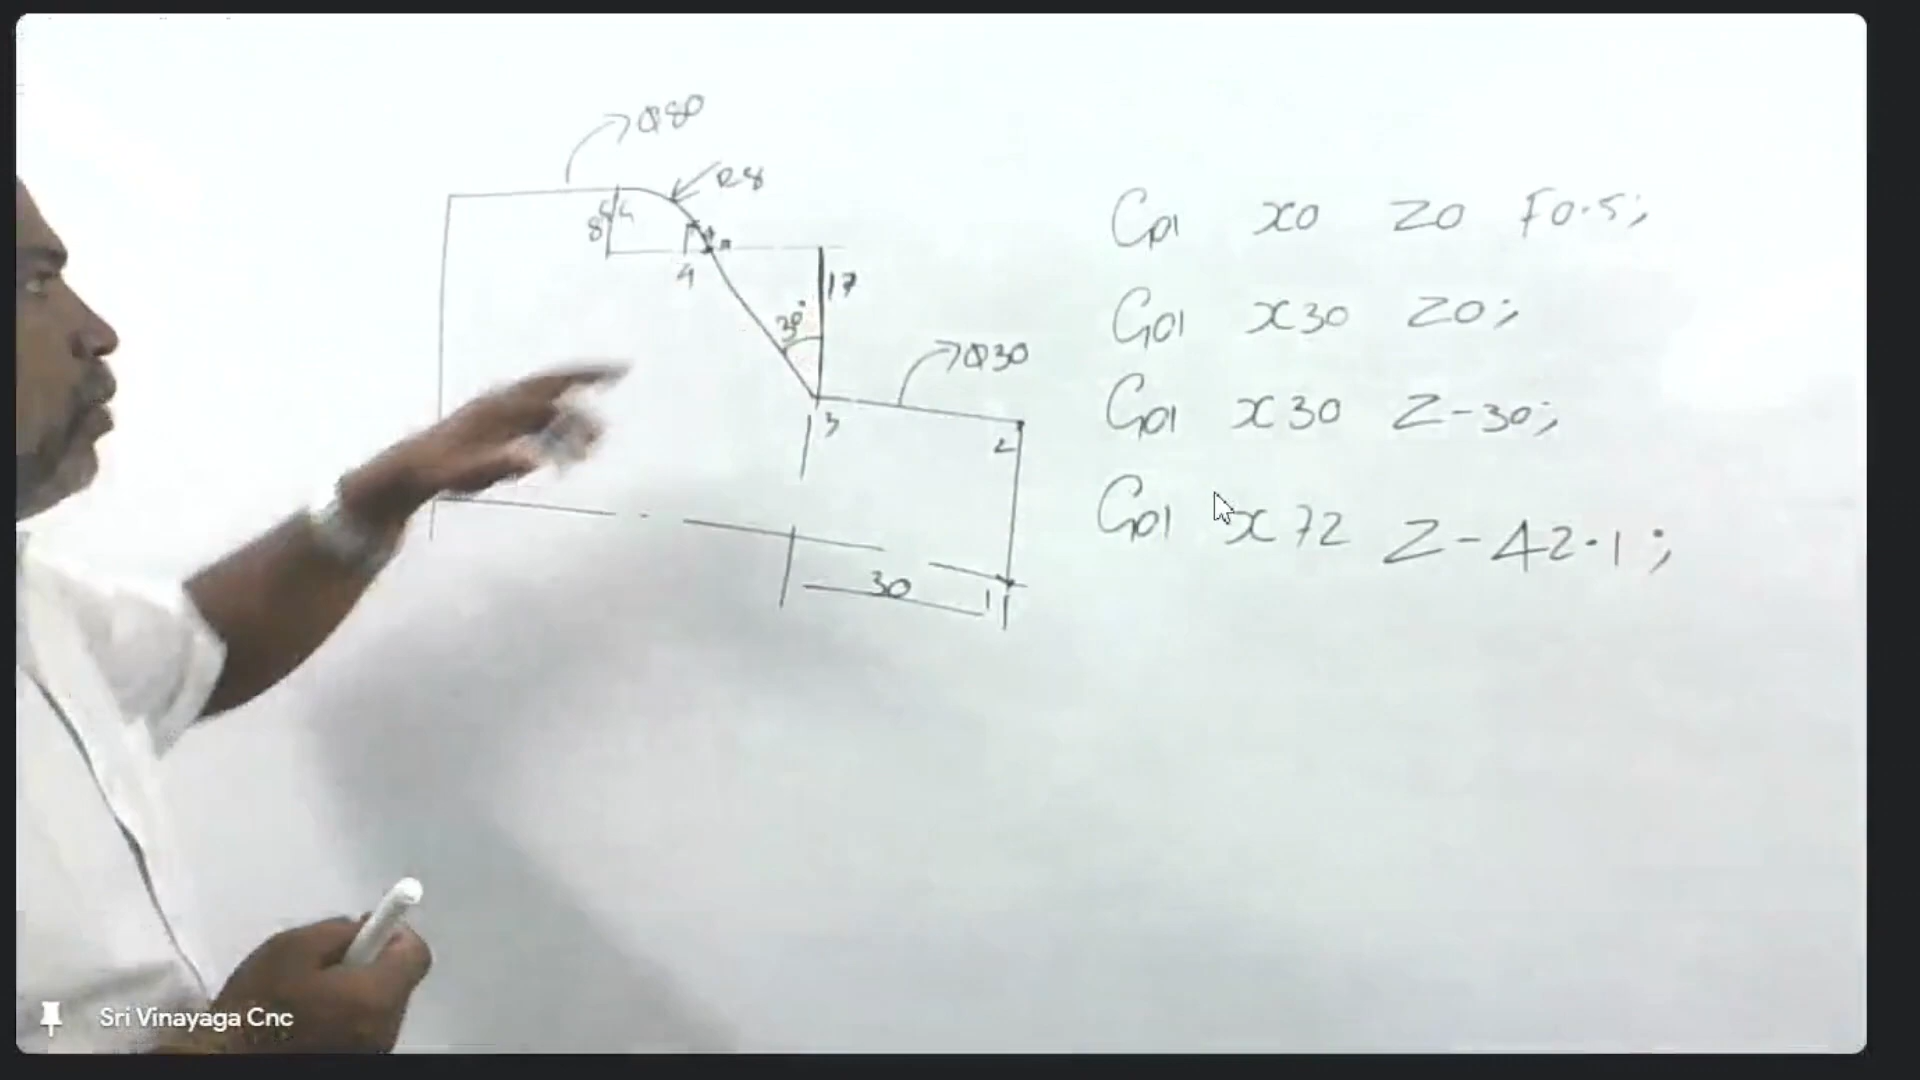 Ø80
R8
8
4
17
30°
Ø30
3
2
30
1
G01 X0 Z0 F0.5;
G01 X30 Z0;
G01 X30 Z-30;
G01 X72 Z-42.1;
Sri Vinayaga Cnc